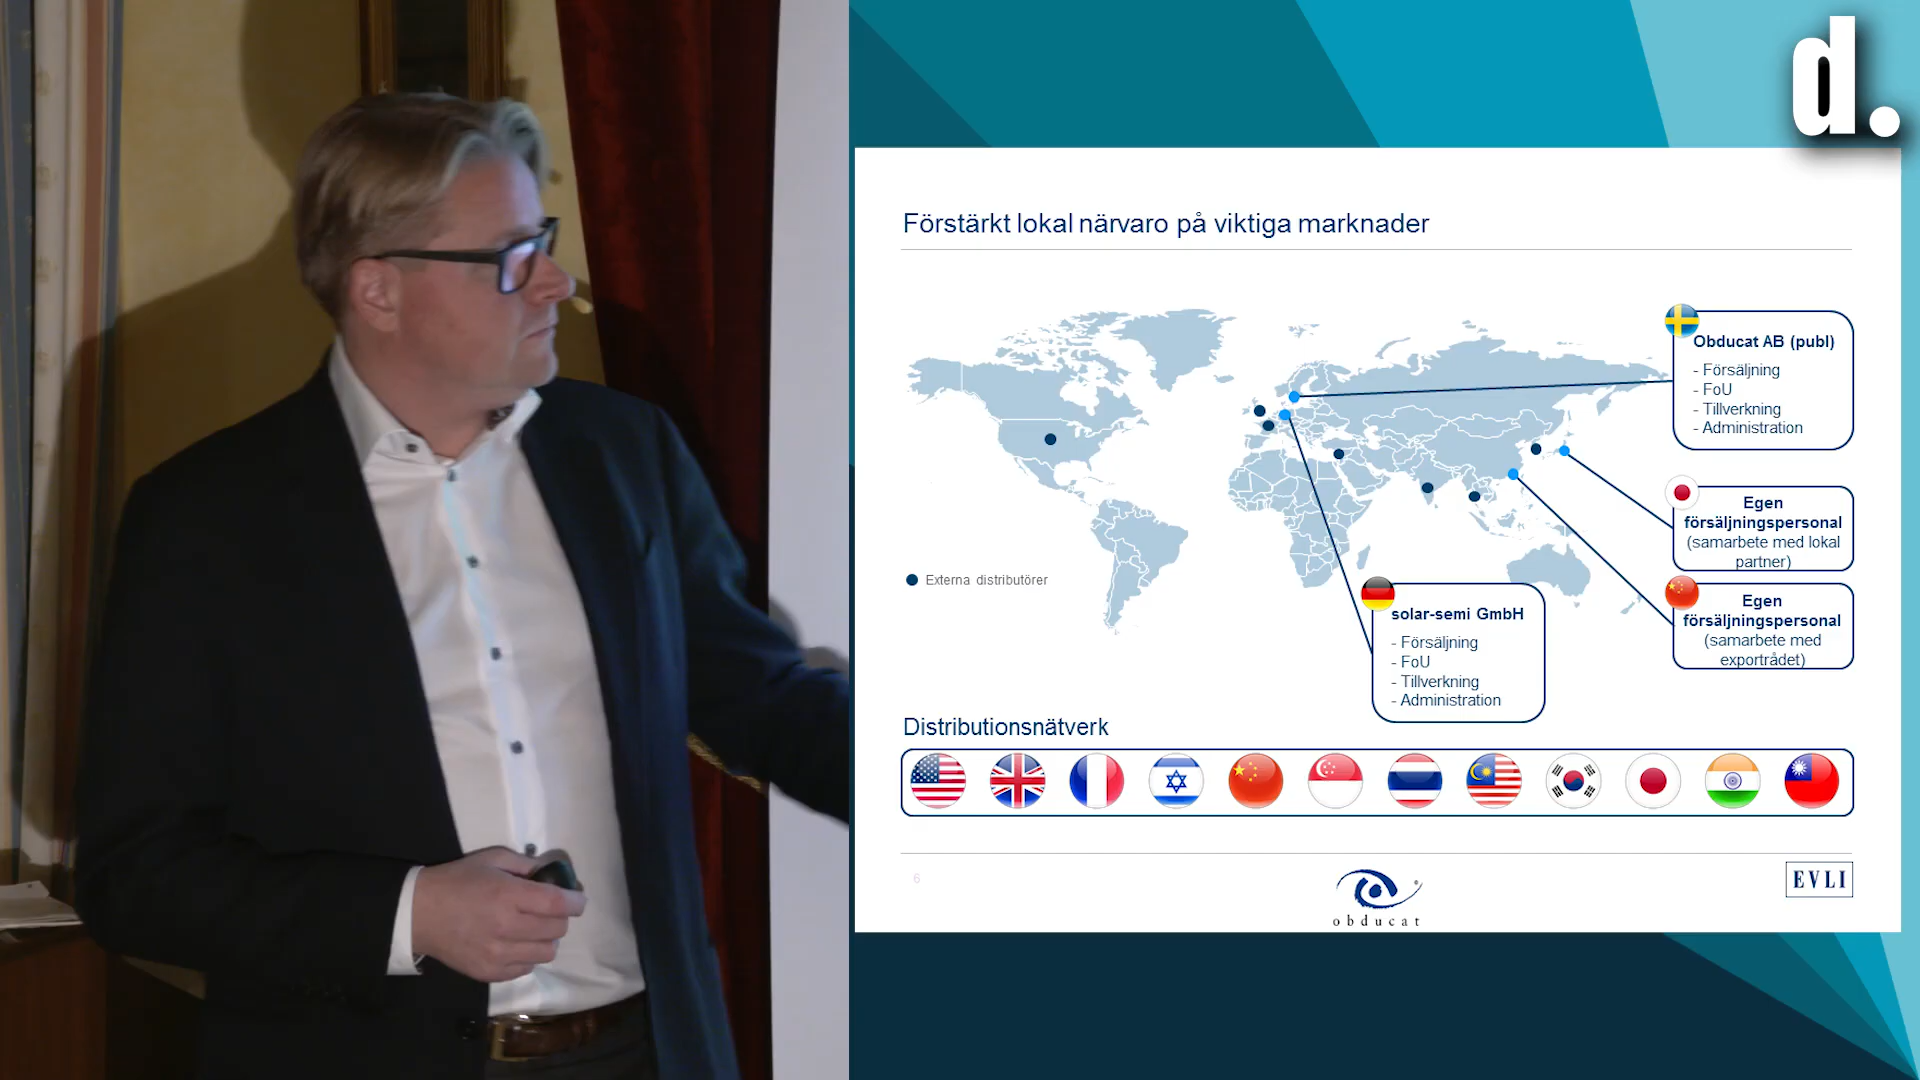 d.
Förstärkt lokal närvaro på viktiga marknader
Obducat AB (publ)
- Försäljning
- FoU
- Tillverkning
- Administration
Egen
försäljningspersonal
(samarbete med lokal
partner)
Egen
försäljningspersonal
(samarbete med
exportrådet)
Externa distributörer
solar-semi GmbH
- Försäljning
- FoU
- Tillverkning
- Administration
Distributionsnätverk
6
obducat
EVLI